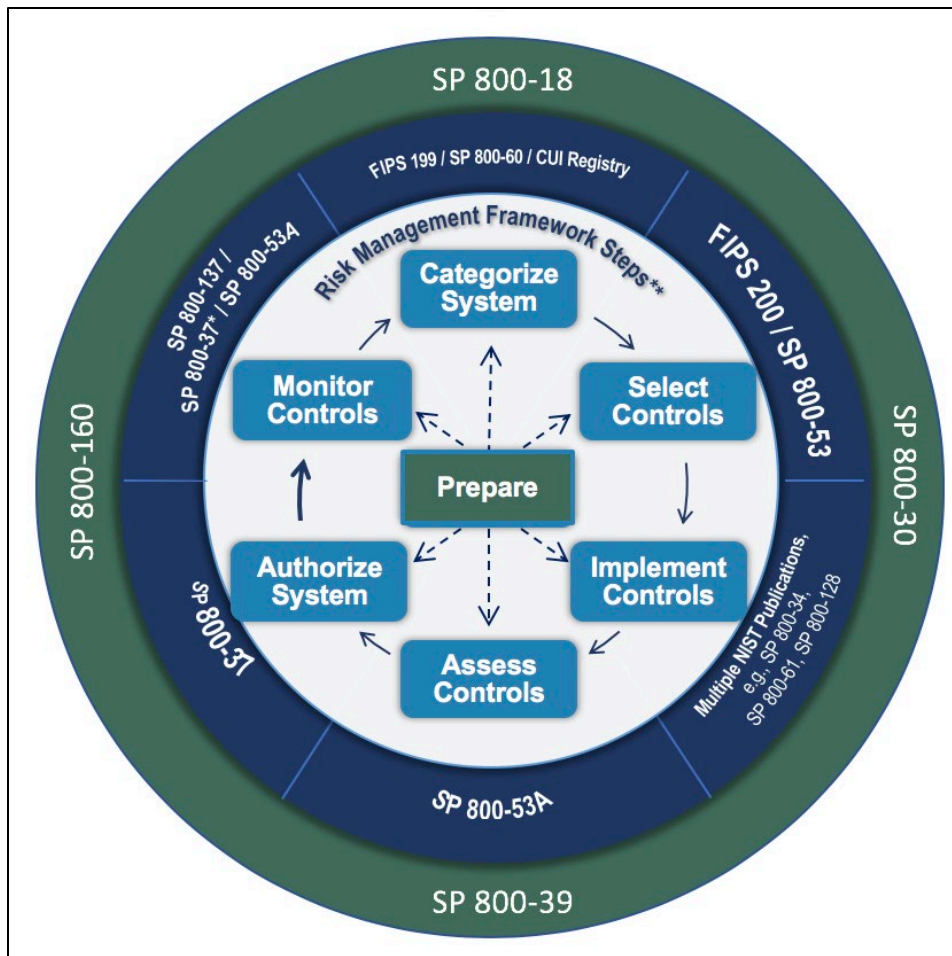 SP 800-18
FIPS 199 / SP 800-60 / CUI Registry
FIPS 200 / SP 800-53
SP 800-30
Multiple NIST Publications,
e.g., SP 800-34,
SP 800-61, SP 800-128
SP 800-53A
SP 800-39
SP 800-37
SP 800-160
SP 800-137 /
SP 800-37* / SP 800-53A
Risk Management Framework Steps**
Categorize
System
Select
Controls
Implement
Controls
Assess
Controls
Authorize
System
Monitor
Controls
Prepare